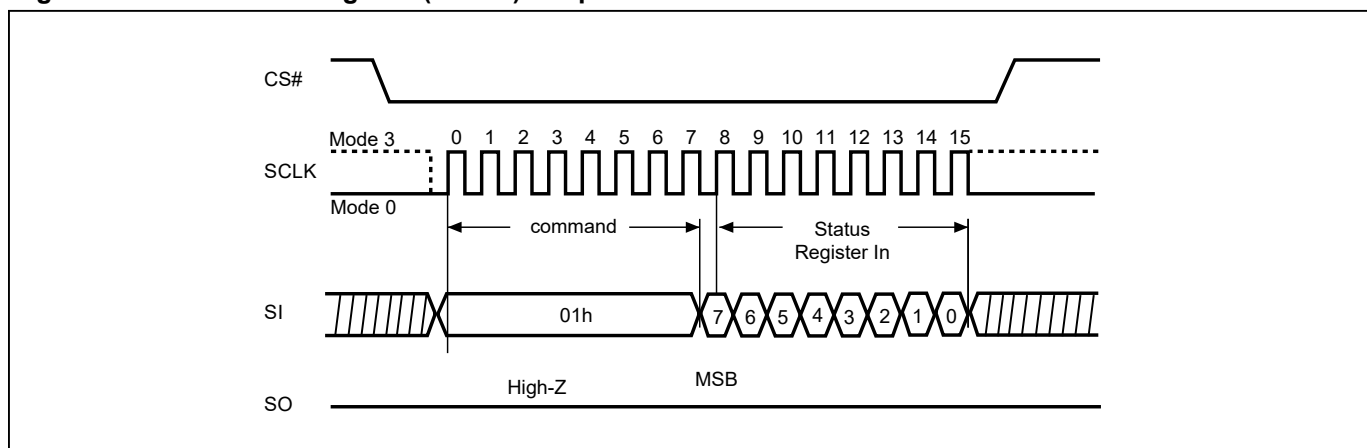 CS#
Mode 3
0 1 2 3 4 5 6 7 8 9 10 11 12 13 14 15
SCLK
Mode 0
command
Status
Register In
SI
01h
7 6 5 4 3 2 1 0
High-Z
MSB
SO